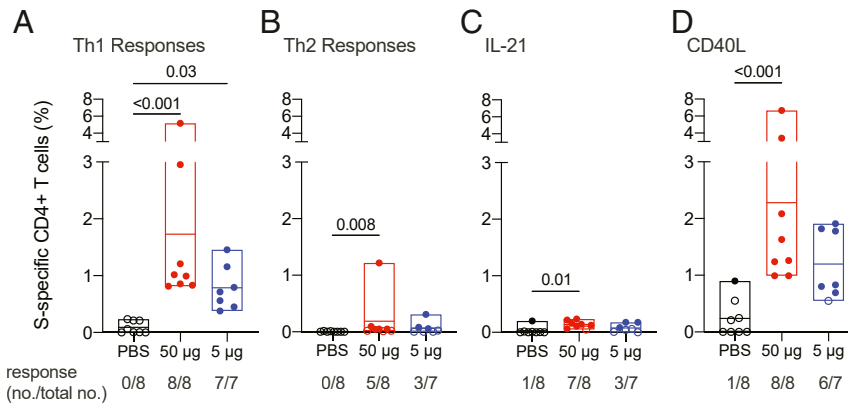 A B C D
Th1 Responses Th2 Responses IL-21 CD40L
S-specific CD4+ T cells (%)
0.03
<0.001 <0.001
8 8 8 8
6 6 6 6
4 4 4 4
3 3 3 3
2 2 2 2
0.008
1 1 1 1
0.01
0 0 0 0
PBS 50 µg 5 µg PBS 50 µg 5 µg PBS 50 µg 5 µg PBS 50 µg 5 µg
response
(no./total no.) 0/8 8/8 7/7 0/8 5/8 3/7 1/8 7/8 3/7 1/8 8/8 6/7